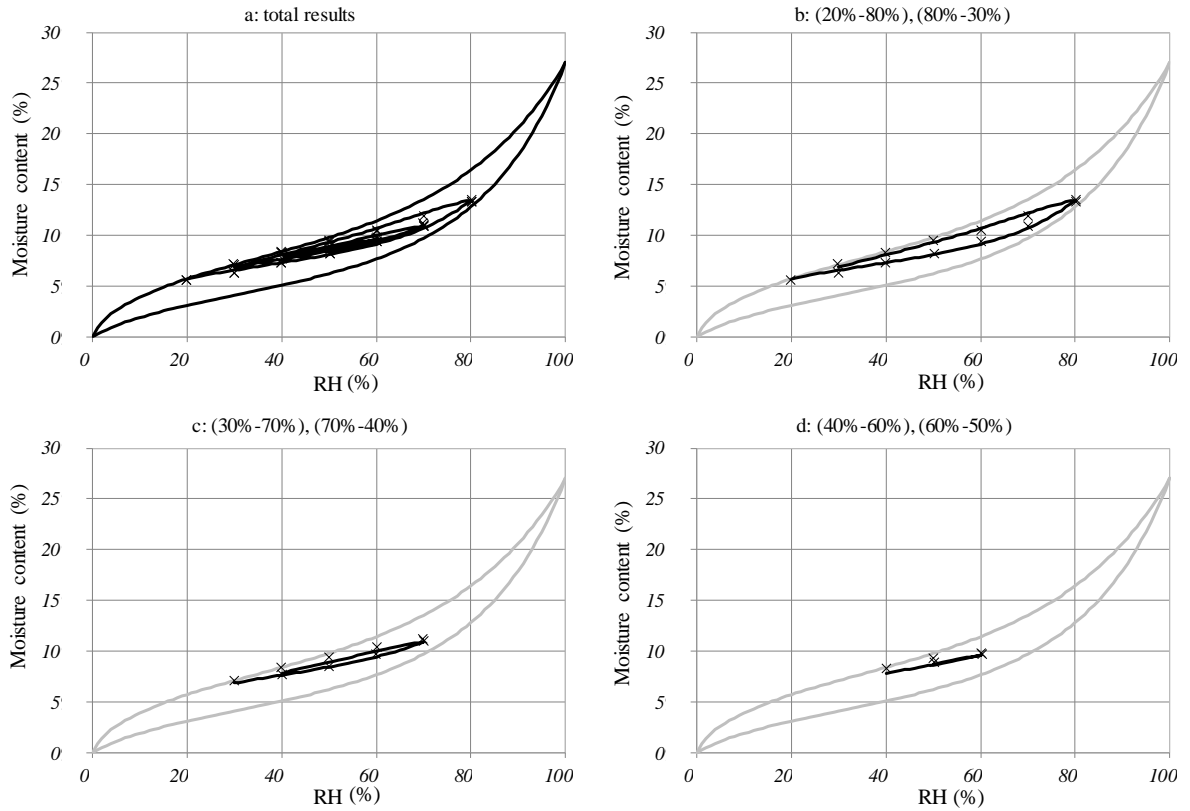 a: total results
30
25
20
15
10
5
0
Moisture content (%)
0 20 40 60 80 100
RH (%)
b: (20%-80%), (80%-30%)
30
25
20
15
10
5
0
Moisture content (%)
0 20 40 60 80 100
RH (%)
c: (30%-70%), (70%-40%)
30
25
20
15
10
5
0
Moisture content (%)
0 20 40 60 80 100
RH (%)
d: (40%-60%), (60%-50%)
30
25
20
15
10
5
0
Moisture content (%)
0 20 40 60 80 100
RH (%)